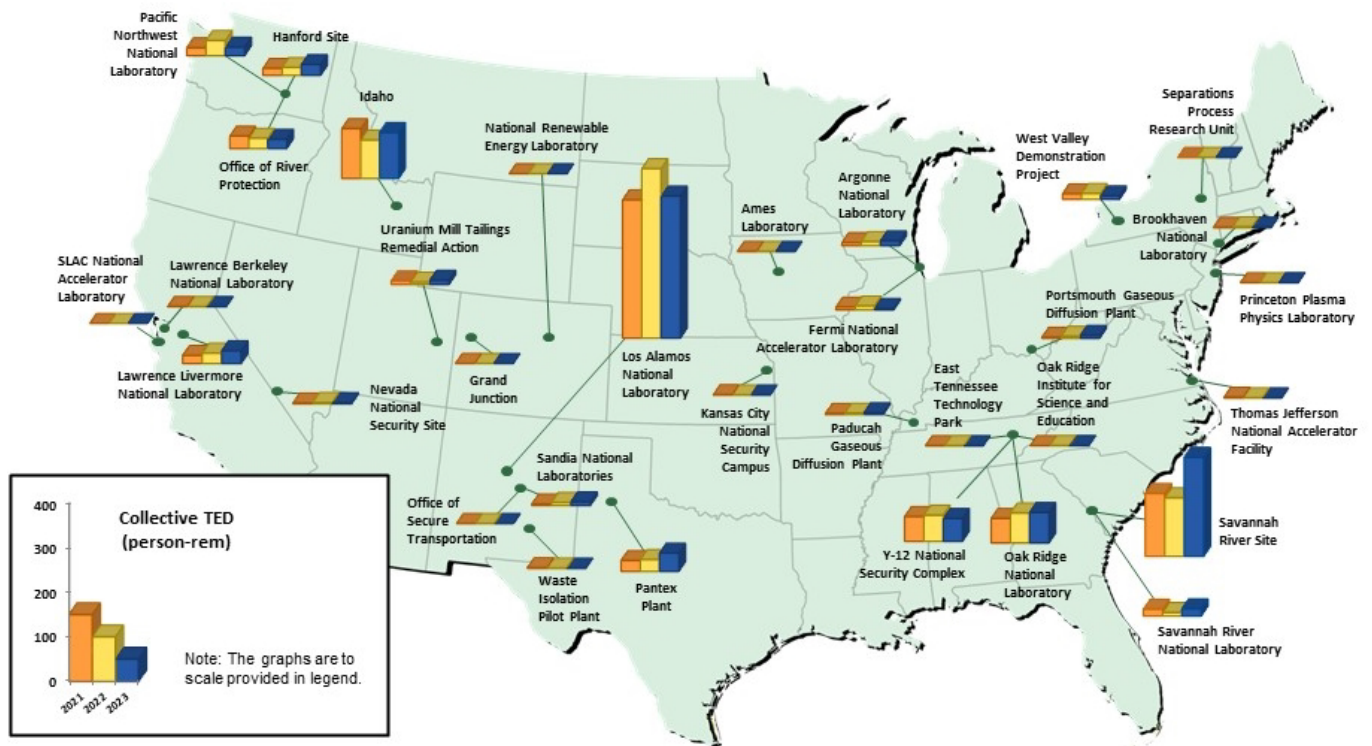 Pacific
Northwest
National
Laboratory
Hanford Site
Idaho
Office of River
Protection
National Renewable
Energy Laboratory
Uranium Mill Tailings
Remedial Action
SLAC National
Accelerator
Laboratory
Lawrence Berkeley
National Laboratory
Lawrence Livermore
National Laboratory
Nevada
National
Security Site
Grand
Junction
Los Alamos
National
Laboratory
Ames
Laboratory
Argonne
National
Laboratory
Fermi National
Accelerator Laboratory
West Valley
Demonstration
Project
Separations
Process
Research Unit
Brookhaven
National
Laboratory
Princeton Plasma
Physics Laboratory
Portsmouth Gaseous
Diffusion Plant
Kansas City
National
Security
Campus
Paducah
Gaseous
Diffusion Plant
East
Tennessee
Technology
Park
Oak Ridge
Institute for
Science and
Education
Thomas Jefferson
National Accelerator
Facility
Sandia National
Laboratories
Office of
Secure
Transportation
Waste
Isolation
Pilot Plant
Pantex
Plant
Y-12 National
Security Complex
Oak Ridge
National
Laboratory
Savannah
River Site
Savannah River
National Laboratory
Collective TED
(person-rem)
400
300
200
100
0
2021
2022
2023
Note: The graphs are to
scale provided in legend.